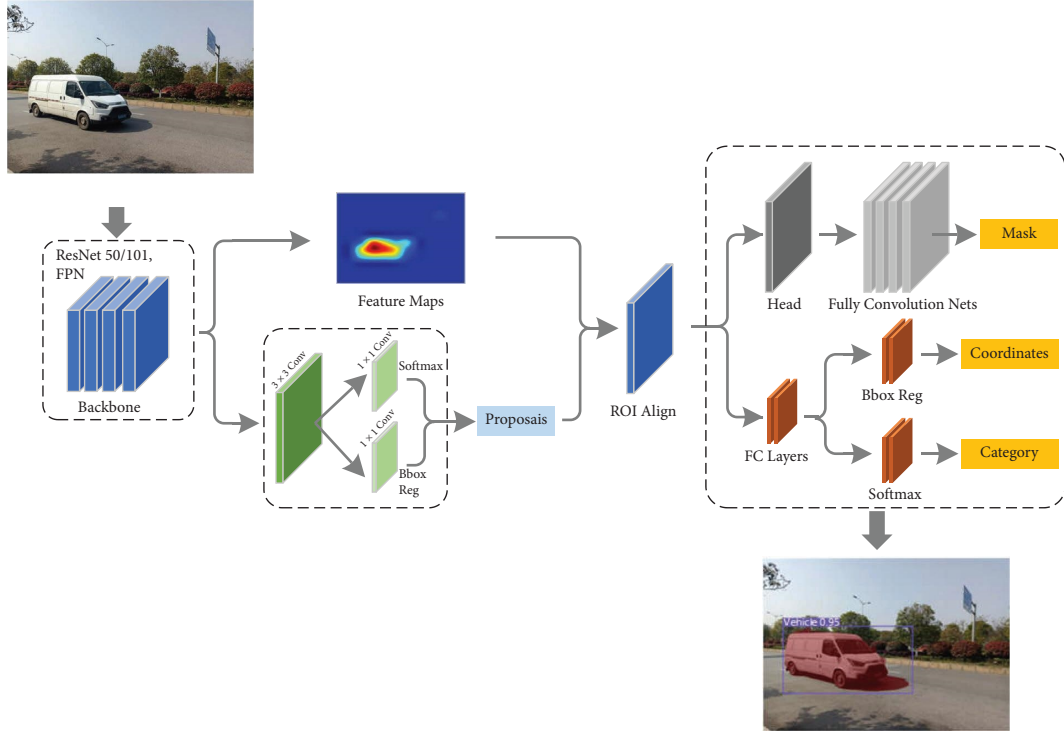 ResNet 50/101,
FPN
Backbone
Feature Maps
3 × 3 Conv
1 × 1 Conv
Softmax
1 × 1 Conv
Bbox
Reg
Proposais
ROI Align
Head
Fully Convolution Nets
Mask
FC Layers
Bbox Reg
Coordinates
Softmax
Category
Vehicle 0.95